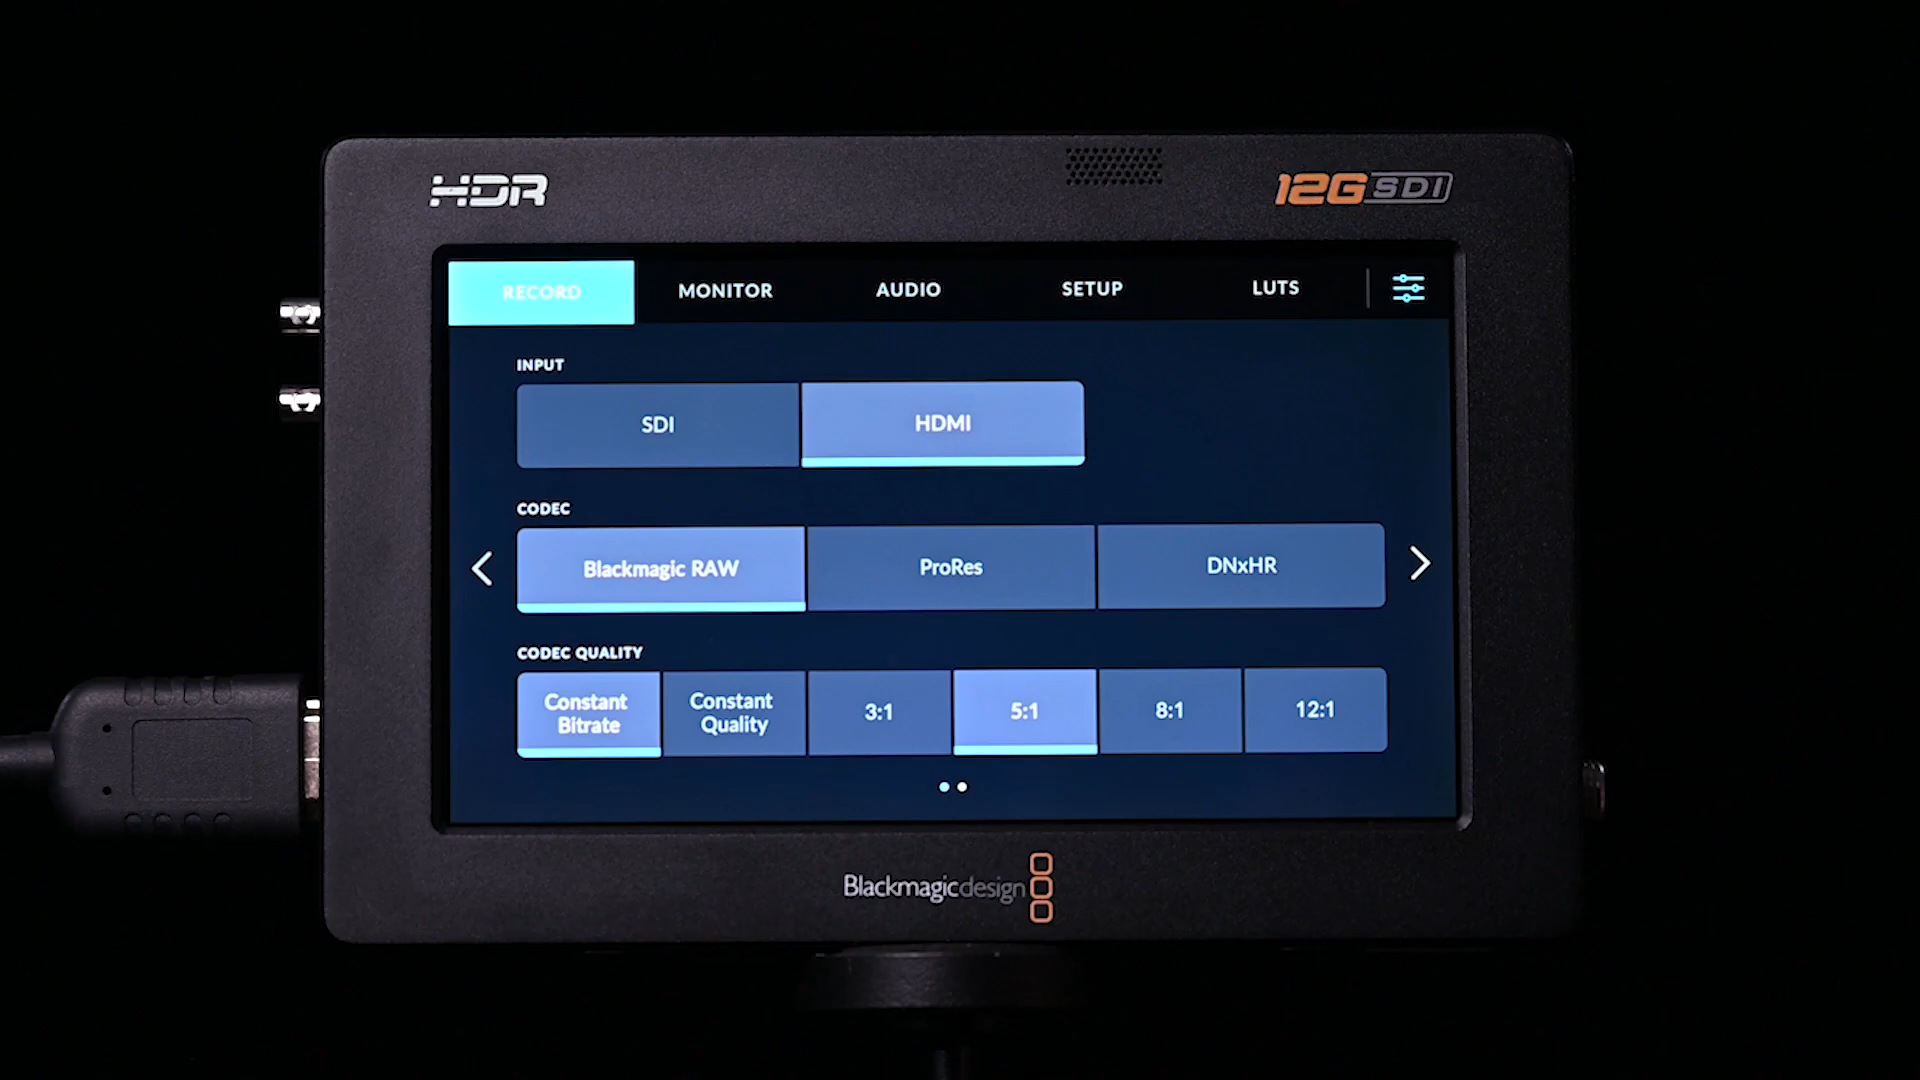 HDR
12G SDI
RECORD MONITOR AUDIO SETUP LUTS
INPUT
SDI HDMI
CODEC
Blackmagic RAW ProRes DNxHR
CODEC QUALITY
Constant Bitrate Constant Quality 3:1 5:1 8:1 12:1
Blackmagicdesign